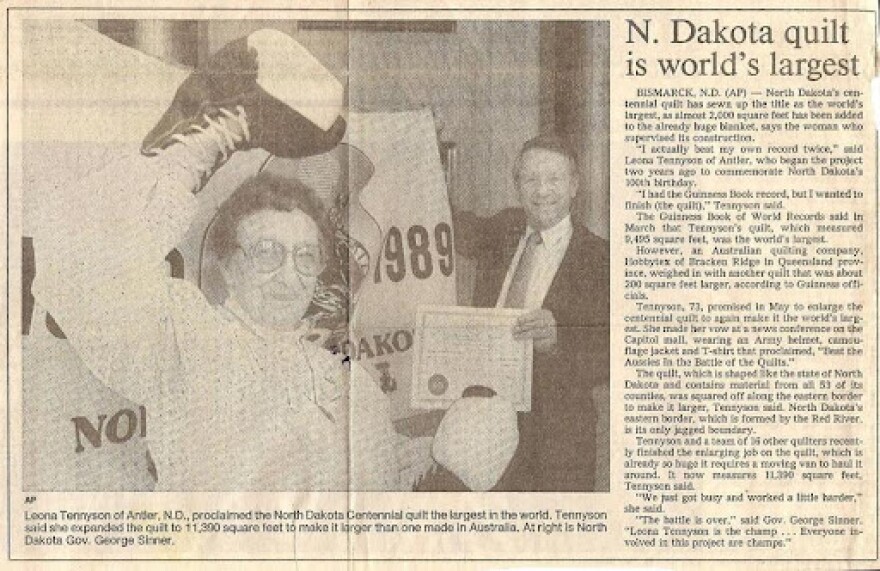 1989
DAKO
NO
AP
Leona Tennyson of Antler, N.D., proclaimed the North Dakota Centennial quilt the largest in the world. Tennyson
said she expanded the quilt to 11,390 square feet to make it larger than one made in Australia. At right is North
Dakota Gov. George Sinner.
N. Dakota quilt
is world's largest
BISMARCK, N.D. (AP) — North Dakota's cen-
tennial quilt has sewn up the title as the world's
largest, as almost 2,000 square feet has been added
to the already huge blanket, says the woman who
supervised its construction.
"I actually beat my own record twice," said
Leona Tennyson of Antler, who began the project
two years ago to commemorate North Dakota's
100th birthday.
"I had the Guinness Book record, but I wanted to
finish (the quilt)," Tennyson said.
The Guinness Book of World Records said in
March that Tennyson's quilt, which measured
9,495 square feet, was the world's largest.
However, an Australian quilting company,
Hobbytex of Bracken Ridge in Queensland prov-
ince, weighed in with another quilt that was about
200 square feet larger, according to Guinness offi-
cials.
Tennyson, 73, promised in May to enlarge the
centennial quilt to again make it the world's larg-
est. She made her vow at a news conference on the
Capitol mall, wearing an Army helmet, camou-
flage jacket and T-shirt that proclaimed, "Beat the
Aussies in the Battle of the Quilts."
The quilt, which is shaped like the state of North
Dakota and contains material from all 53 of its
counties, was squared off along the eastern border
to make it larger, Tennyson said. North Dakota's
eastern border, which is formed by the Red River,
is its only jagged boundary.
Tennyson and a team of 16 other quilters recent-
ly finished the enlarging job on the quilt, which is
already so huge it requires a moving van to haul it
around. It now measures 11,390 square feet,
Tennyson said.
"We just got busy and worked a little harder,"
she said.
"The battle is over," said Gov. George Sinner.
"Leona Tennyson is the champ . . . Everyone in-
volved in this project are champs."